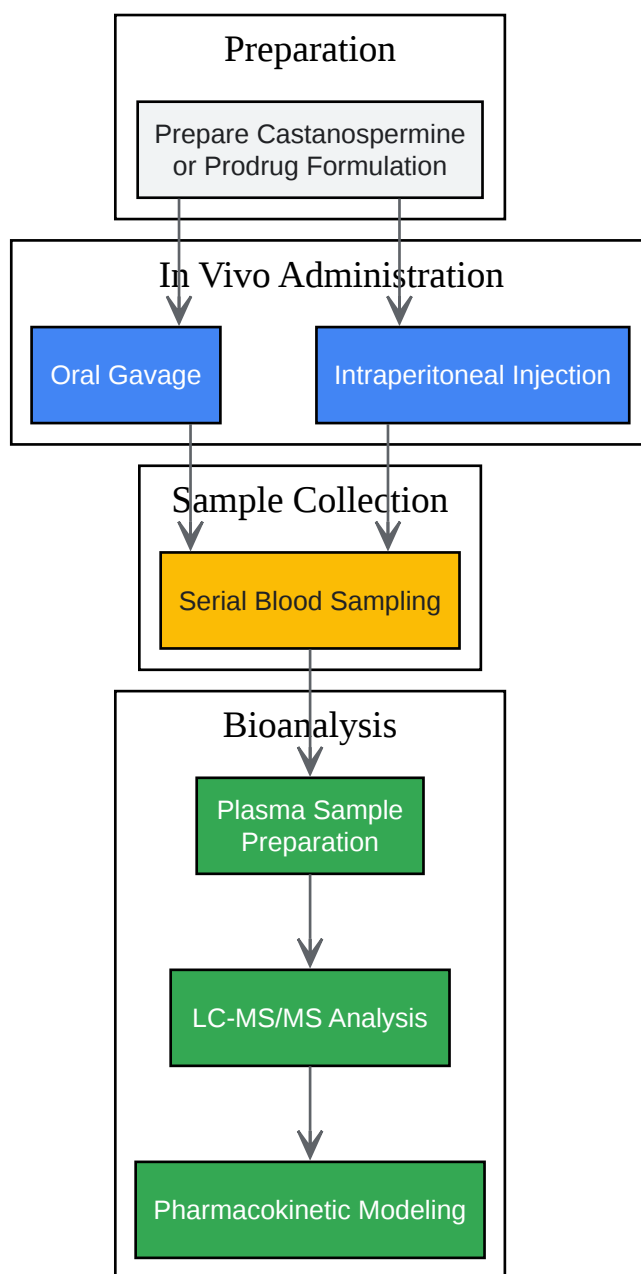 Preparation
Prepare Castanospermine
or Prodrug Formulation
In Vivo Administration
Oral Gavage
Intraperitoneal Injection
Sample Collection
Serial Blood Sampling
Bioanalysis
Plasma Sample
Preparation
LC-MS/MS Analysis
Pharmacokinetic Modeling